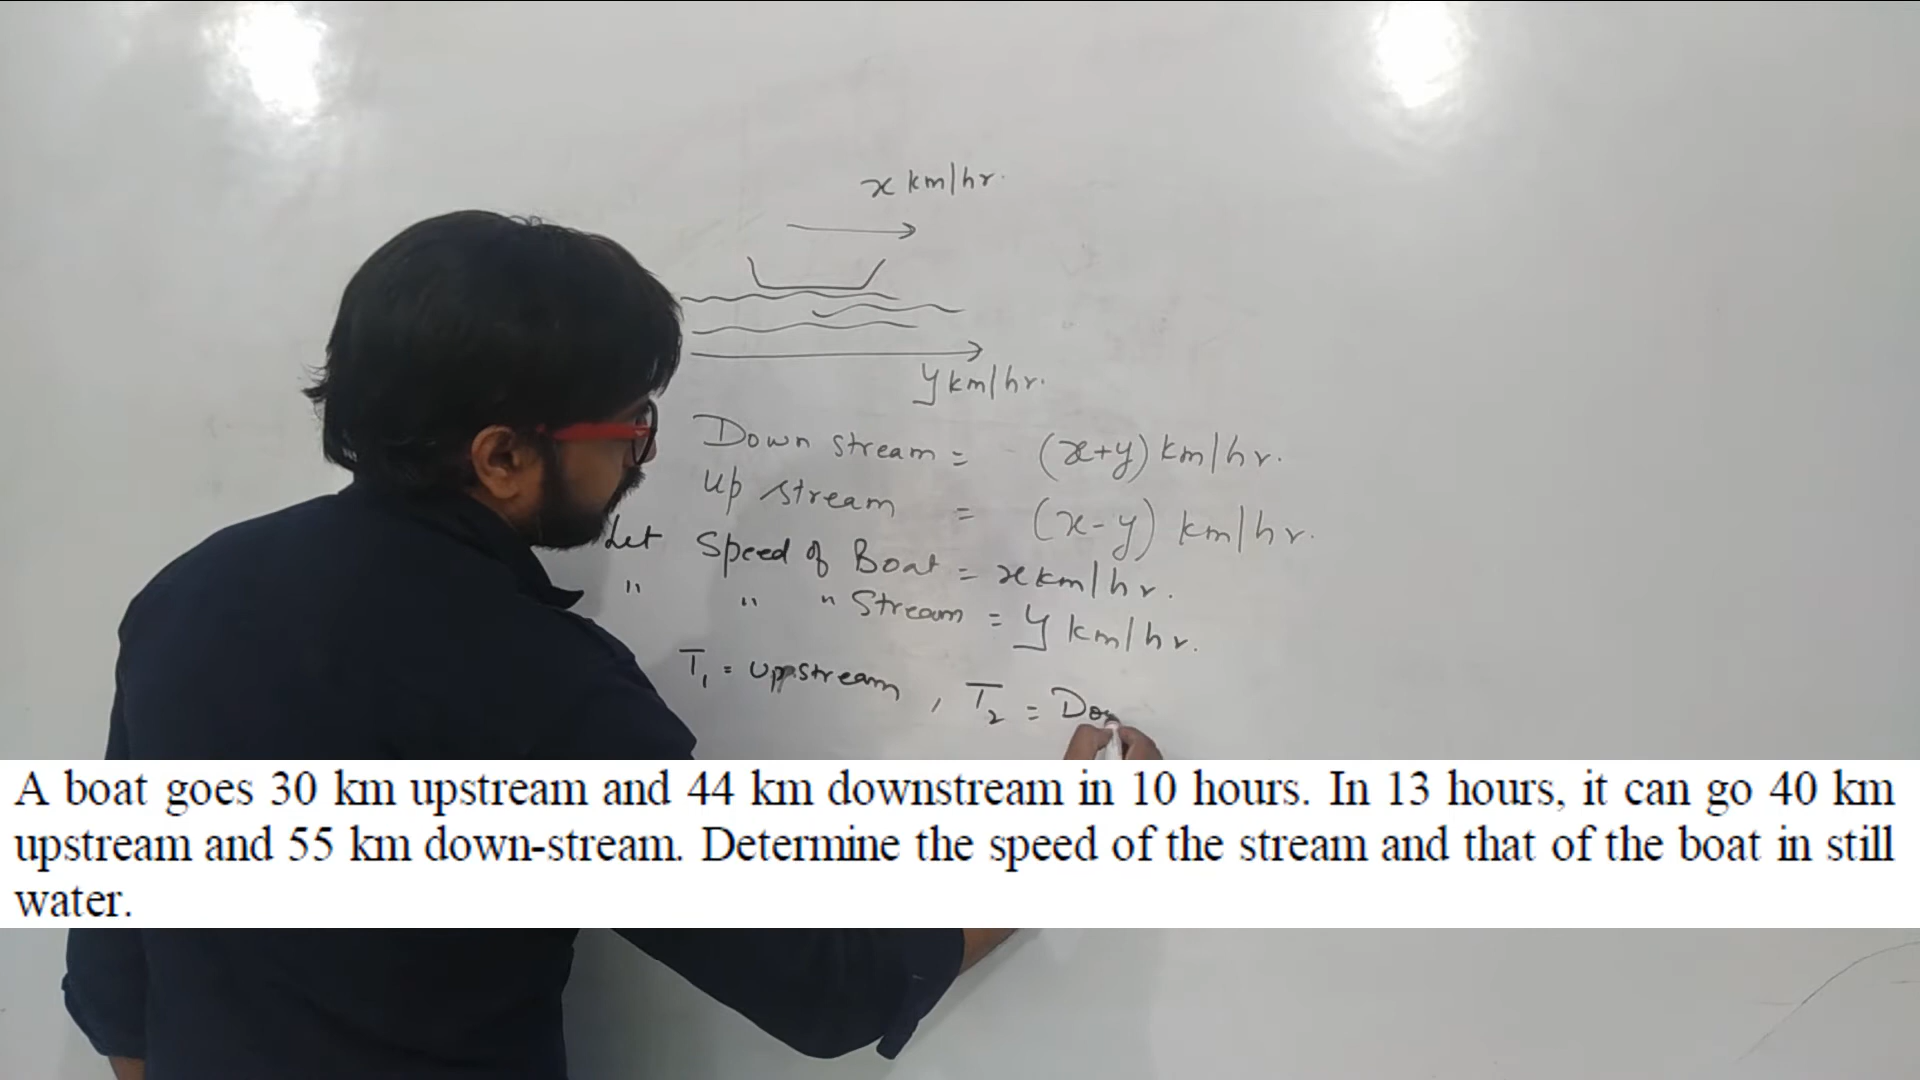 x km/hr.
y km/hr.
Down stream = (x+y) km/hr.
Up stream = (x-y) km/hr.
Let Speed of Boat = x km/hr.
" " " Stream = y km/hr.
T₁ = Upstream , T₂ = Dow
A boat goes 30 km upstream and 44 km downstream in 10 hours. In 13 hours, it can go 40 km
upstream and 55 km down-stream. Determine the speed of the stream and that of the boat in still
water.